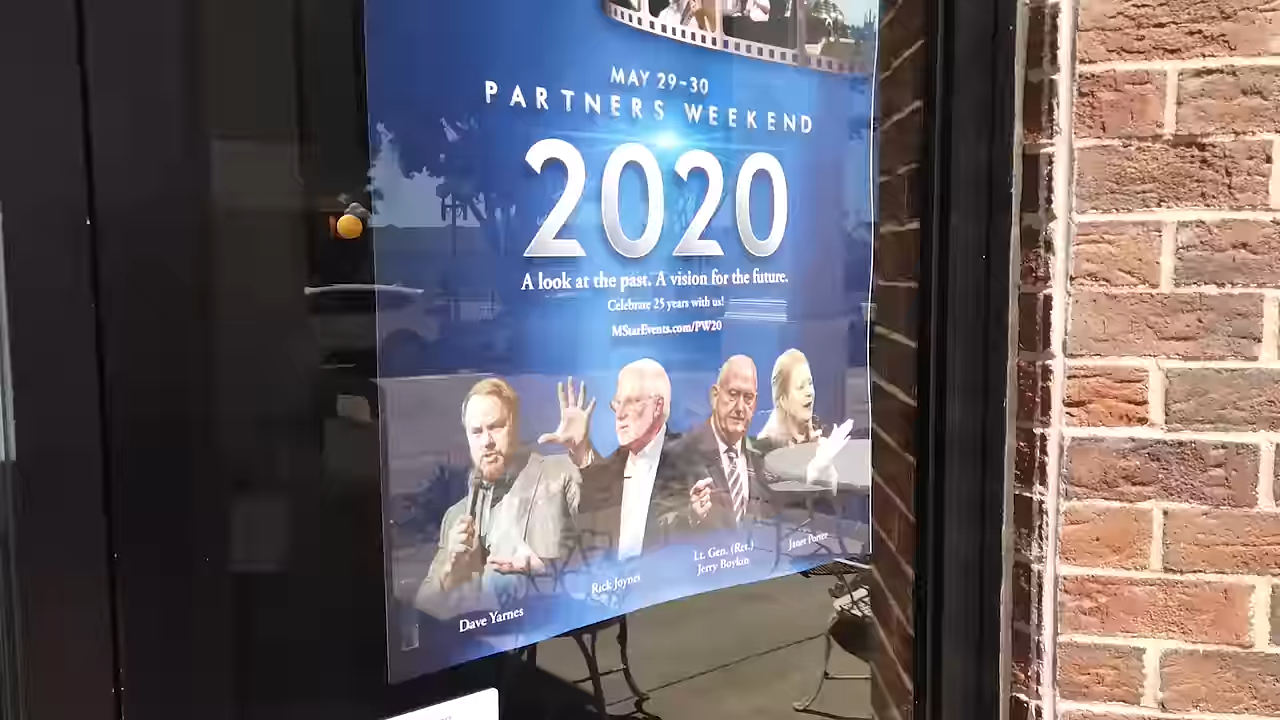 MAY 29-30
PARTNERS WEEKEND
2020
A look at the past. A vision for the future.
Celebrate 25 years with us!
MStarEvents.com/PW20
Dave Yarnes
Rick Joyner
Lt. Gen. (Ret.)
Jerry Boykin
Janet Porter